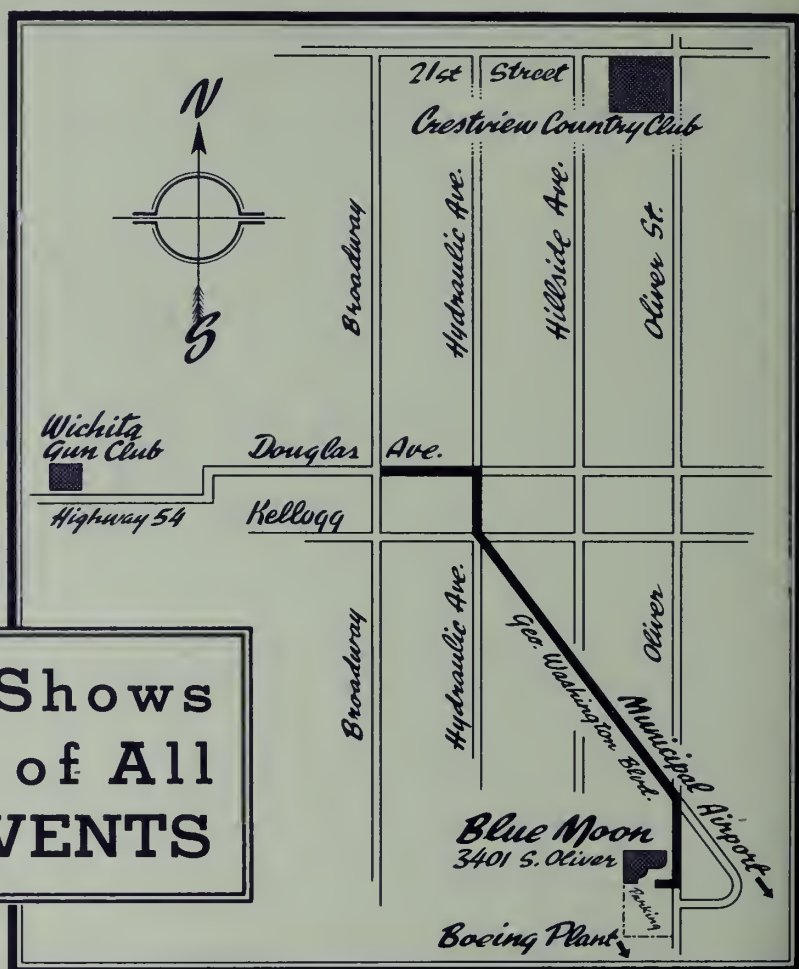 21st Street
Crestview Country Club
N
S
Broadway
Hydraulic Ave.
Hillside Ave.
Oliver St.
Wichita
Gun Club
Douglas Ave.
Highway 54
Kellogg
Broadway
Hydraulic Ave.
Geo. Washington Blvd.
Oliver
Municipal Airport
Shows
of All
VENTS
Blue Moon
3401 S. Oliver
Parking
Boeing Plant